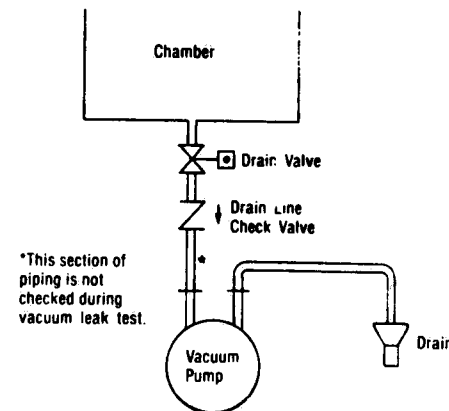 Chamber
Drain Valve
Drain Line
Check Valve
*This section of
piping is not
checked during
vacuum leak test.
*
Vacuum
Pump
Drain